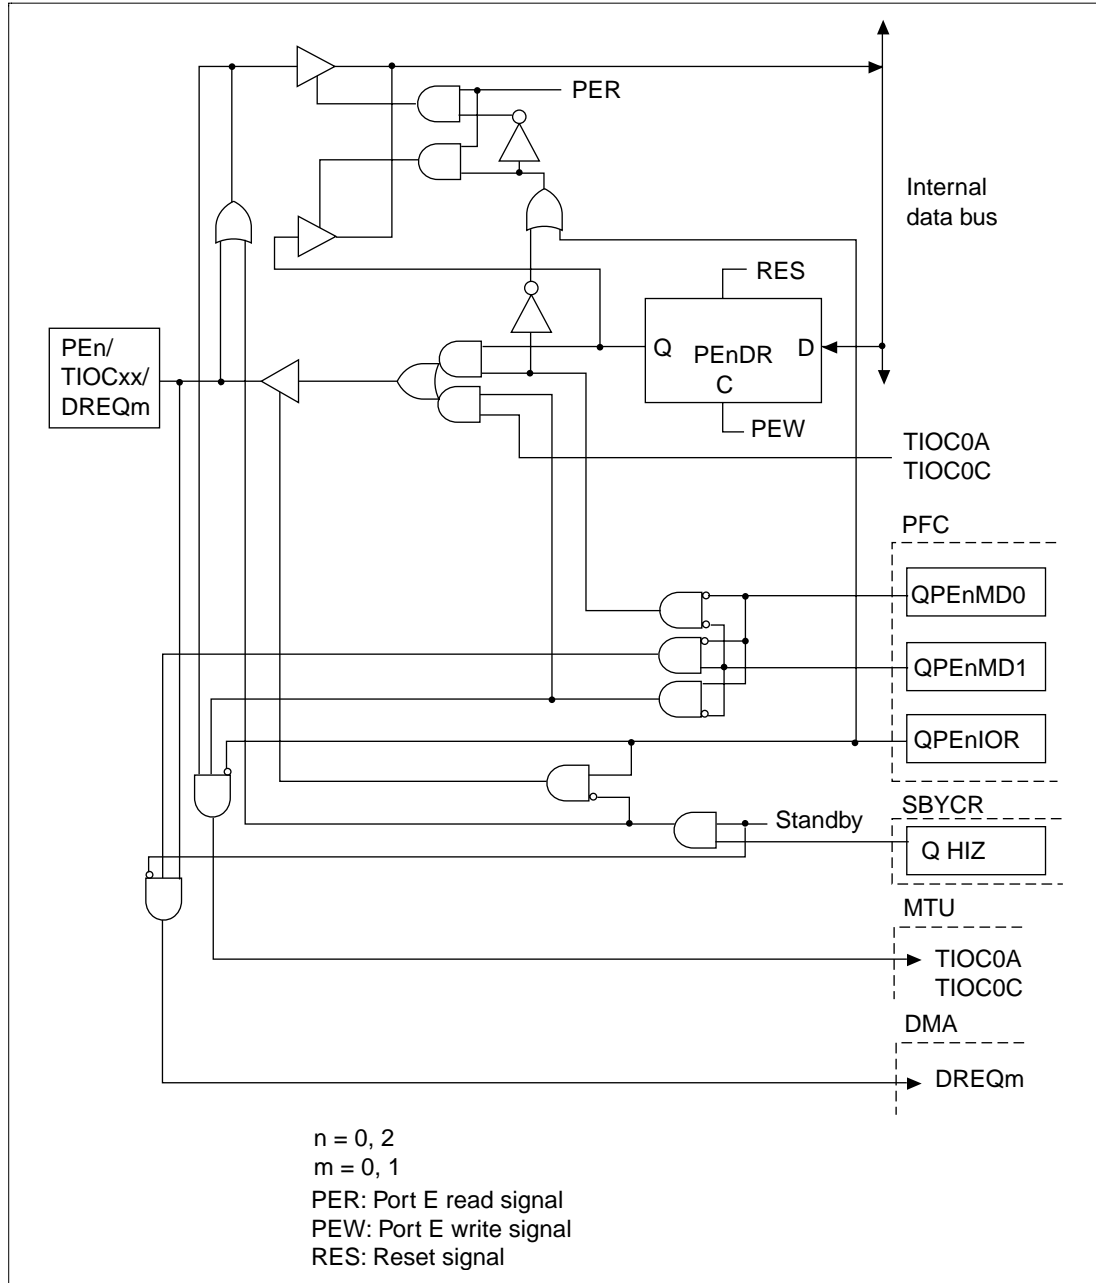 PER
Internal
data bus
RES
PEn/
TIOCxx/
DREQm
Q
PEnDR
D
C
PEW
TIOC0A
TIOC0C
PFC
QPEnMD0
QPEnMD1
QPEnIOR
SBYCR
Standby
Q HIZ
MTU
TIOC0A
TIOC0C
DMA
DREQm
n = 0, 2
m = 0, 1
PER: Port E read signal
PEW: Port E write signal
RES: Reset signal